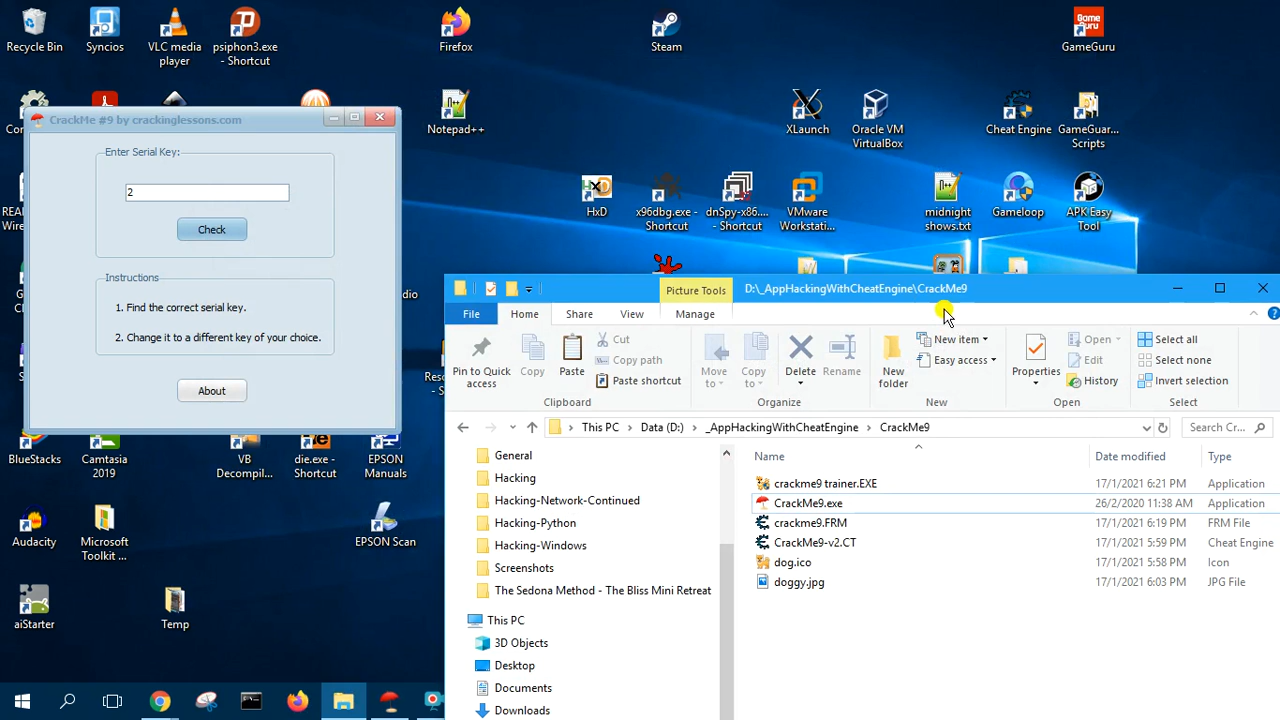 Recycle Bin
Syncios
VLC media
player
psiphon3.exe
- Shortcut
Firefox
Steam
GameGuru
Notepad++
XLaunch
Oracle VM
VirtualBox
Cheat Engine
GameGuar...
Scripts
HxD
x96dbg.exe -
Shortcut
dnSpy-x86....
- Shortcut
VMware
Workstati...
midnight
shows.txt
Gameloop
APK Easy
Tool
CrackMe #9 by crackinglessons.com
Enter Serial Key:
2
Check
Instructions
1. Find the correct serial key.
2. Change it to a different key of your choice.
About
BlueStacks
Camtasia
2019
VB
Decompil...
die.exe -
Shortcut
EPSON
Manuals
Audacity
Microsoft
Toolkit ...
EPSON Scan
aiStarter
Temp
Picture Tools
D:\_AppHackingWithCheatEngine\CrackMe9
File
Home
Share
View
Manage
Pin to Quick
access
Copy
Paste
Cut
Copy path
Paste shortcut
Clipboard
Move
to
Copy
to
Delete
Rename
Organize
New
folder
New item
Easy access
New
Properties
Open
Edit
History
Open
Select all
Select none
Invert selection
Select
This PC
Data (D:)
_AppHackingWithCheatEngine
CrackMe9
Search Cr...
General
Hacking
Hacking-Network-Continued
Hacking-Python
Hacking-Windows
Screenshots
The Sedona Method - The Bliss Mini Retreat
This PC
3D Objects
Desktop
Documents
Downloads
Name Date modified Type
crackme9 trainer.EXE 17/1/2021 6:21 PM Application
CrackMe9.exe 26/2/2020 11:38 AM Application
crackme9.FRM 17/1/2021 6:19 PM FRM File
CrackMe9-v2.CT 17/1/2021 5:59 PM Cheat Engine
dog.ico 17/1/2021 5:58 PM Icon
doggy.jpg 17/1/2021 6:03 PM JPG File